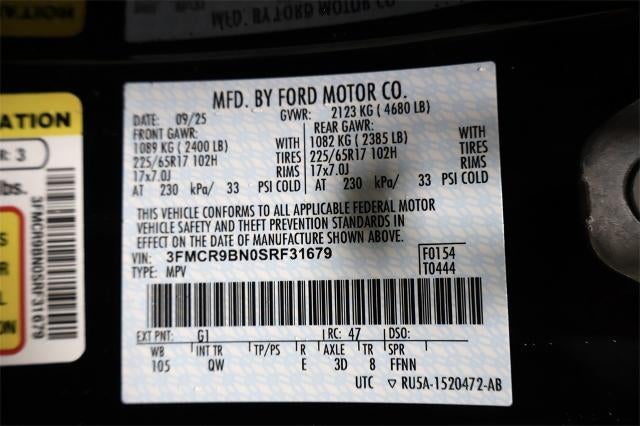 MFD. BY FORD MOTOR CO.
DATE: 09/25 GVWR: 2123 KG ( 4680 LB)
FRONT GAWR: REAR GAWR:
1089 KG ( 2400 LB) WITH 1082 KG ( 2385 LB) WITH
225/65R17 102H TIRES 225/65R17 102H TIRES
17x7.0J RIMS 17x7.0J RIMS
AT 230 kPa/ 33 PSI COLD AT 230 kPa/ 33 PSI COLD
THIS VEHICLE CONFORMS TO ALL APPLICABLE FEDERAL MOTOR
VEHICLE SAFETY AND THEFT PREVENTION STANDARDS IN
EFFECT ON THE DATE OF MANUFACTURE SHOWN ABOVE.
VIN: 3FMCR9BN0SRF31679 F0154
TYPE: MPV T0444
EXT PNT: G1 RC: 47 DSO:
WB INT TR TP/PS R AXLE TR SPR
105 QW E 3D 8 FFNN
UTC ▽ RU5A-1520472-AB
ATION
R: 3
lbs.
3FMCR9BN0SRF31679